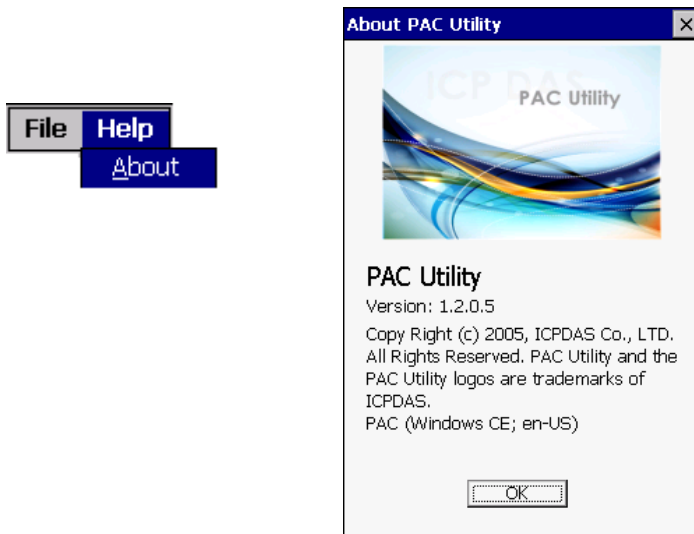 File Help
About
About PAC Utility
ICP DAS
PAC Utility
PAC Utility
Version: 1.2.0.5
Copy Right (c) 2005, ICPDAS Co., LTD.
All Rights Reserved. PAC Utility and the
PAC Utility logos are trademarks of
ICPDAS.
PAC (Windows CE; en-US)
OK